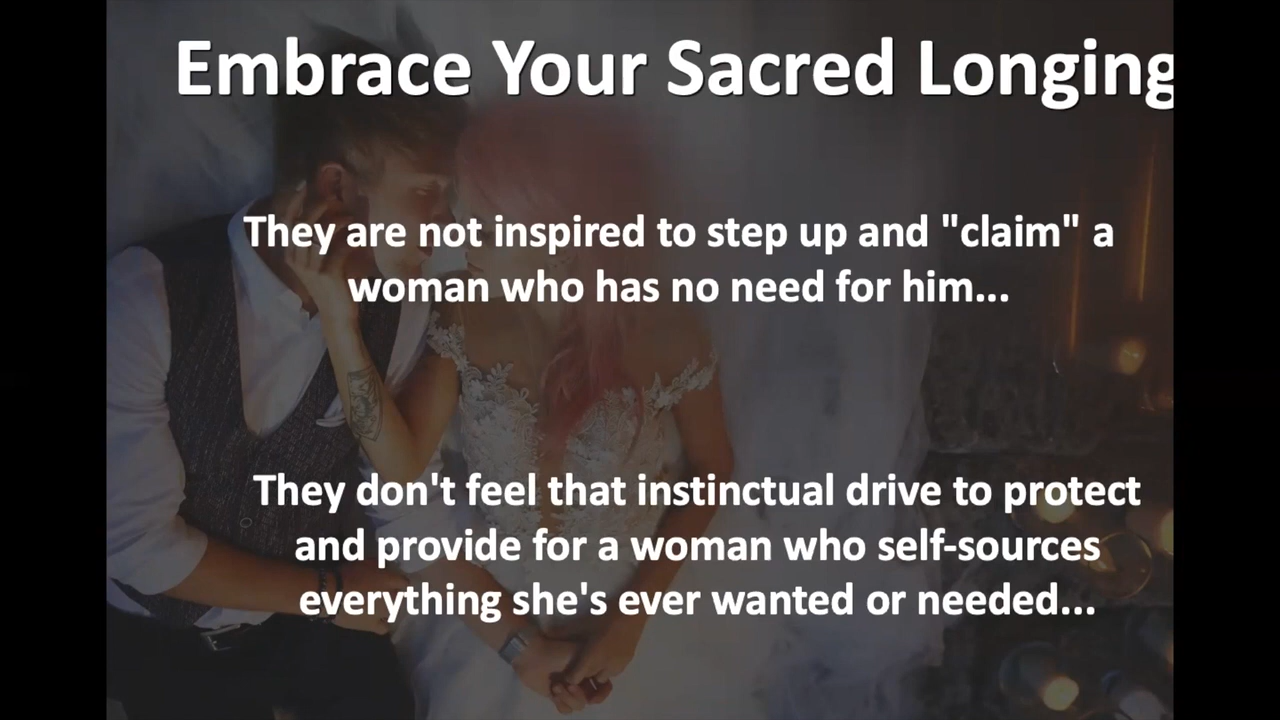 Embrace Your Sacred Longing
They are not inspired to step up and "claim" a
woman who has no need for him...
They don't feel that instinctual drive to protect
and provide for a woman who self-sources
everything she's ever wanted or needed...